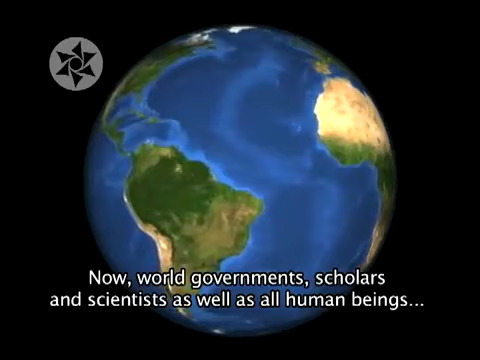 Now, world governments, scholars
and scientists as well as all human beings...